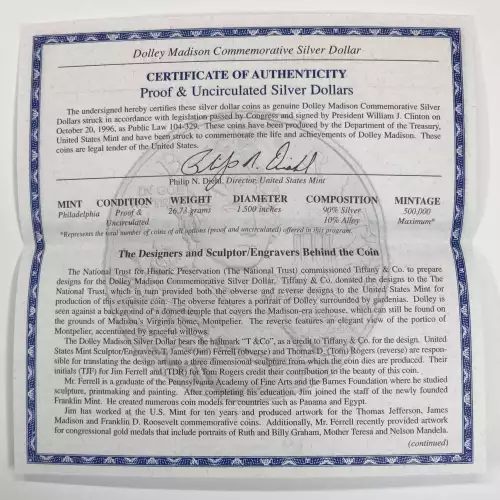 Dolley Madison Commemorative Silver Dollar
CERTIFICATE OF AUTHENTICITY
Proof & Uncirculated Silver Dollars
The undersigned hereby certifies these silver dollar coins as genuine Dolley Madison Commemorative Silver
Dollars struck in accordance with legislation passed by Congress and signed by President William J. Clinton on
October 20, 1996, as Public Law 104-329. These coins have been produced by the Department of the Treasury,
United States Mint and have been struck to commemorate the life and achievements of Dolley Madison. These
coins are legal tender of the United States.
Philip N. Diehl
Philip N. Diehl, Director, United States Mint
MINT CONDITION WEIGHT DIAMETER COMPOSITION MINTAGE
Philadelphia Proof & 26.73 grams 1.500 inches 90% Silver 500,000
Uncirculated 10% Alloy Maximum*
*Represents the total number of coins of all options (proof and uncirculated) offered in this program.
The Designers and Sculptor/Engravers Behind the Coin
The National Trust for Historic Preservation (The National Trust) commissioned Tiffany & Co. to prepare
designs for the Dolley Madison Commemorative Silver Dollar. Tiffany & Co. donated the designs to the The
National Trust, which in turn provided both the obverse and reverse designs to the United States Mint for
production of this exquisite coin. The obverse features a portrait of Dolley surrounded by gardenias. Dolley is
seen against a background of a domed temple that covers the Madison-era icehouse, which can still be found on
the grounds of Madison's Virginia home, Montpelier. The reverse features an elegant view of the portico of
Montpelier, accentuated by graceful willows.
The Dolley Madison Silver Dollar bears the hallmark "T &Co", as a credit to Tiffany & Co. for the design. United
States Mint Sculptor/Engravers T. James (Jim) Ferrell (obverse) and Thomas D. (Tom) Rogers (reverse) are respon-
sible for translating the design art into a three dimensional sculpture from which the coin dies are produced. Their
initials (TJF) for Jim Ferrell and (TDR) for Tom Rogers credit their contribution to the beauty of this coin.
Mr. Ferrell is a graduate of the Pennsylvania Academy of Fine Arts and the Barnes Foundation where he studied
sculpture, printmaking and painting. After completing his education, Jim joined the staff of the newly founded
Franklin Mint. He created numerous coin models for countries such as Panama and Egypt.
Jim has worked at the U.S. Mint for ten years and produced artwork for the Thomas Jefferson, James
Madison and Franklin D. Roosevelt commemorative coins. Additionally, Mr. Ferrell recently provided artwork
for congressional gold medals that include portraits of Ruth and Billy Graham, Mother Teresa and Nelson Mandela.
(continued)